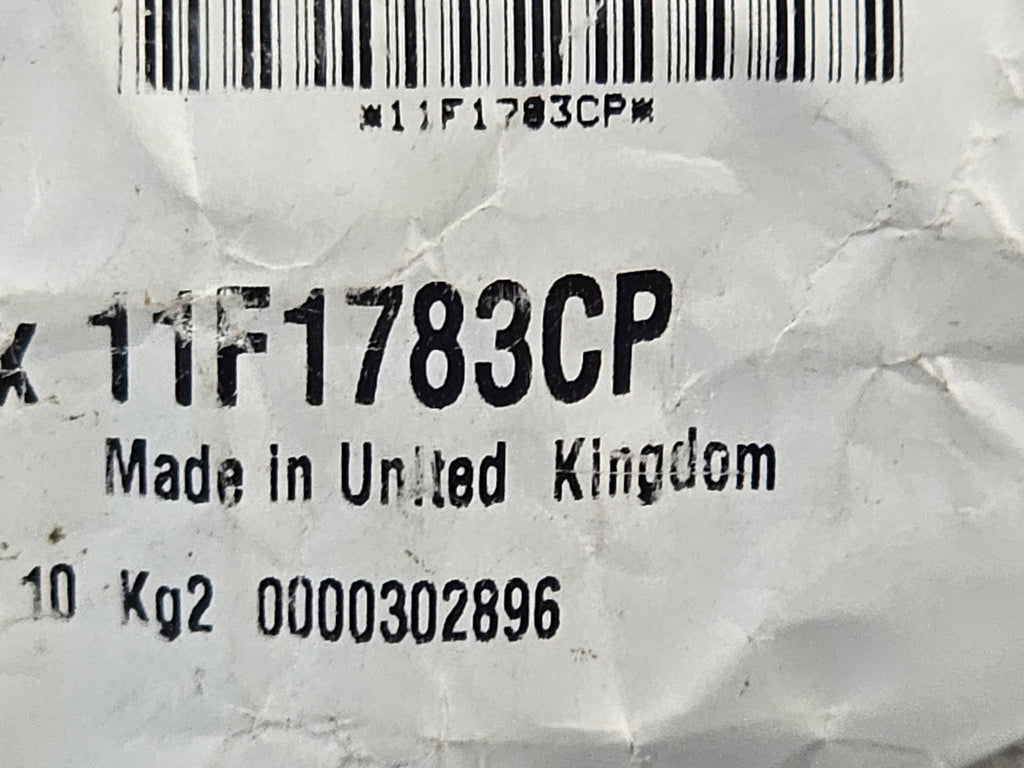 *11F1783CP*
x 11F1783CP
Made in United Kingdom
10 Kg2 0000302896